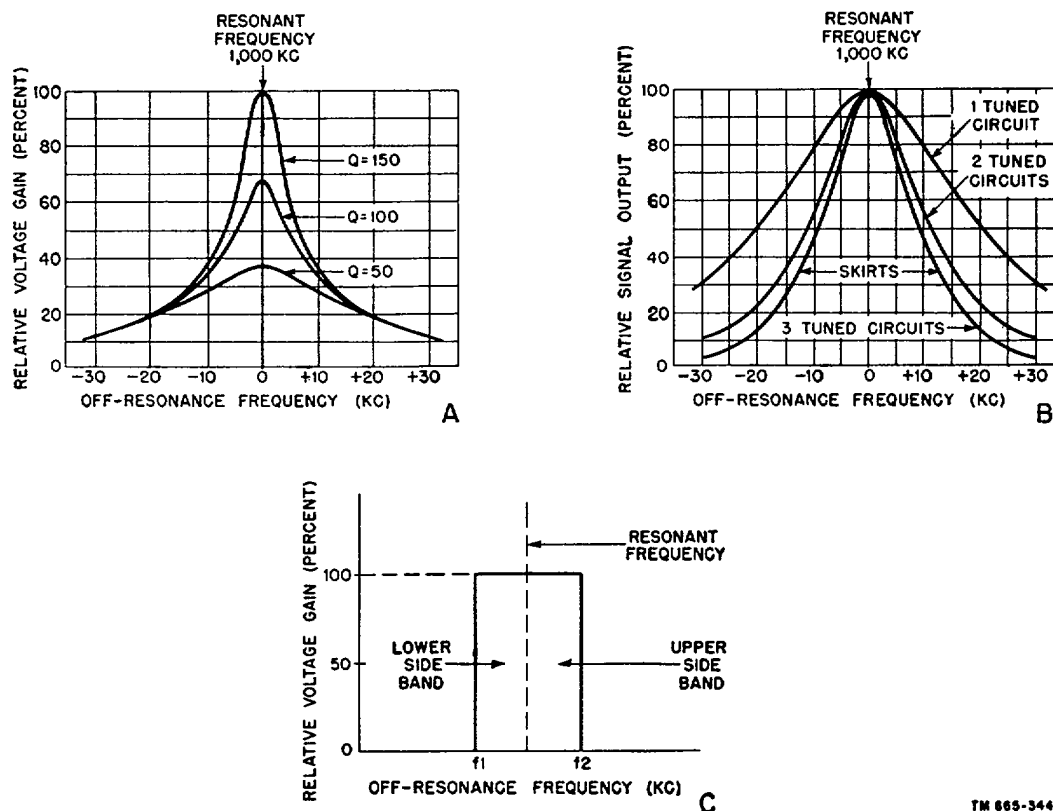 RESONANT
FREQUENCY
1,000 KC
RELATIVE VOLTAGE GAIN (PERCENT)
100
80
60
40
20
0
Q=150
Q=100
Q=50
-30 -20 -10 0 +10 +20 +30
OFF-RESONANCE FREQUENCY (KC)
A
RESONANT
FREQUENCY
1,000 KC
RELATIVE SIGNAL OUTPUT (PERCENT)
100
80
60
40
20
0
1 TUNED
CIRCUIT
2 TUNED
CIRCUITS
SKIRTS
3 TUNED CIRCUITS
-30 -20 -10 0 +10 +20 +30
OFF-RESONANCE FREQUENCY (KC)
B
RELATIVE VOLTAGE GAIN (PERCENT)
100
50
0
RESONANT
FREQUENCY
LOWER
SIDE
BAND
UPPER
SIDE
BAND
f1 f2
OFF-RESONANCE FREQUENCY (KC)
C
TM 665-344